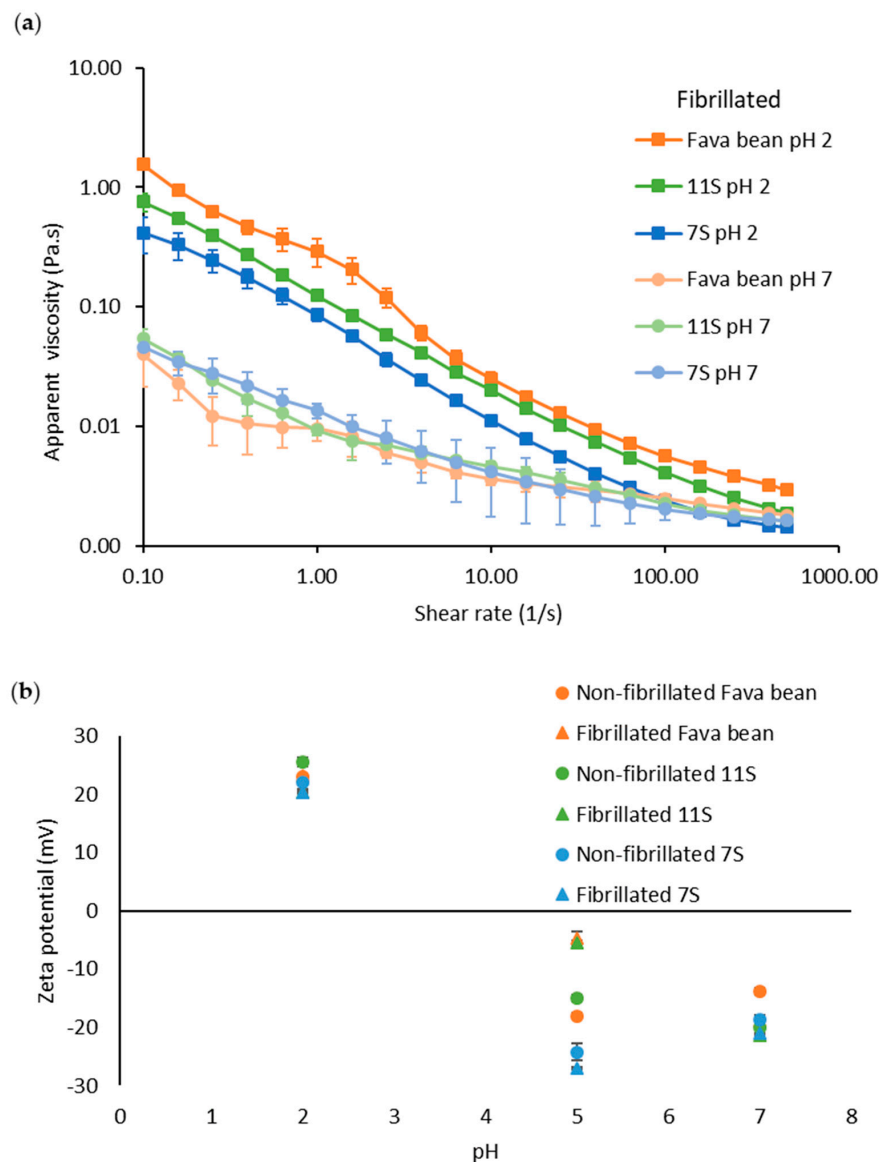 (a)
10.00
1.00
0.10
0.01
0.00
Apparent viscosity (Pa.s)
0.10
1.00
10.00
100.00
1000.00
Shear rate (1/s)
Fibrillated
Fava bean pH 2
11S pH 2
7S pH 2
Fava bean pH 7
11S pH 7
7S pH 7
(b)
Non-fibrillated Fava bean
Fibrillated Fava bean
Non-fibrillated 11S
Fibrillated 11S
Non-fibrillated 7S
Fibrillated 7S
30
20
10
0
-10
-20
-30
Zeta potential (mV)
0
1
2
3
4
5
6
7
8
pH